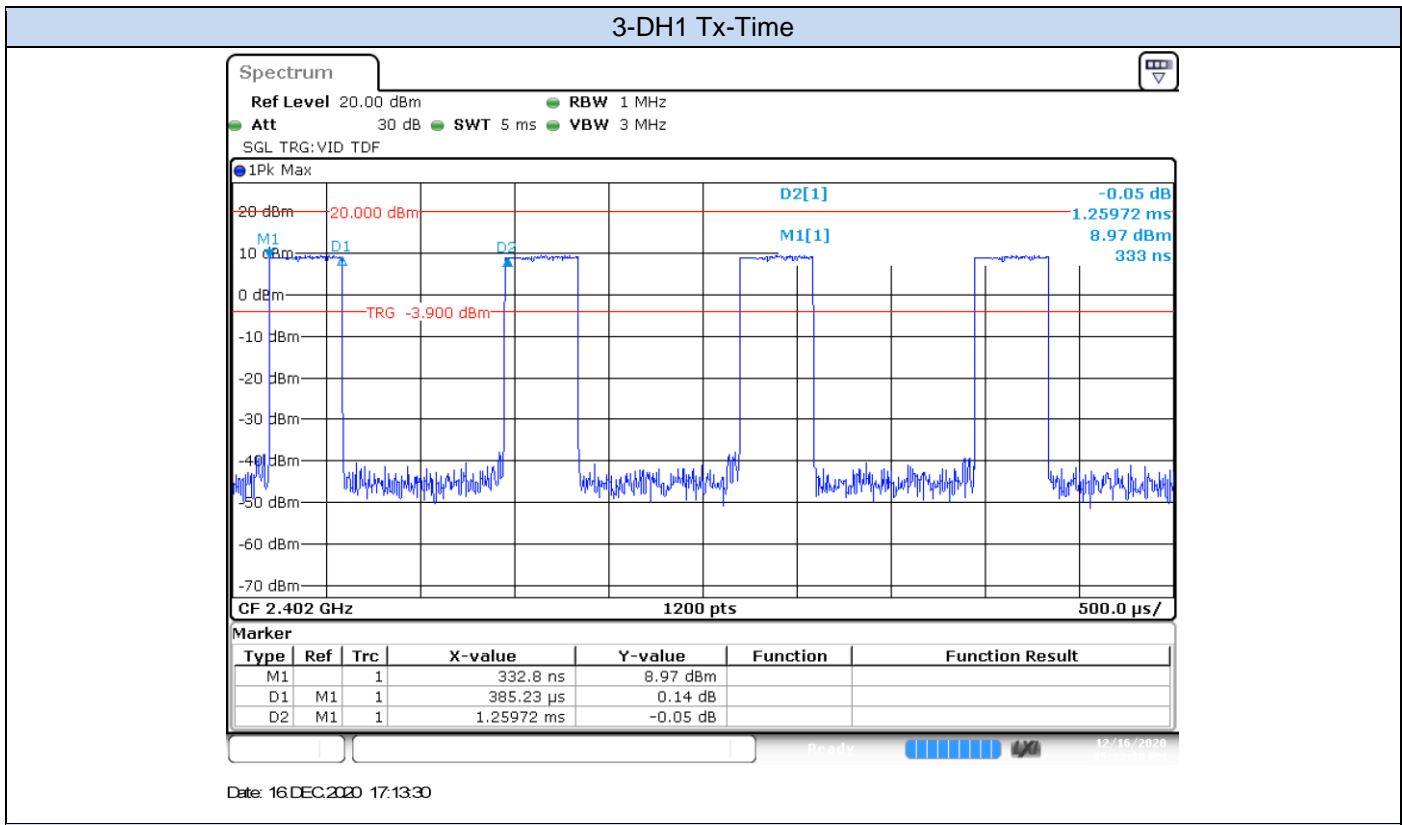 3-DH1 Tx-Time
Spectrum
Ref Level 20.00 dBm RBW 1 MHz
Att 30 dB SWT 5 ms VBW 3 MHz
SGL TRG:VID TDF
1Pk Max
D2[1] -0.05 dB
20 dBm 20.000 dBm 1.25972 ms
M1 D1 D2 M1[1] 8.97 dBm
10 dBm 333 ns
0 dBm
TRG -3.900 dBm
-10 dBm
-20 dBm
-30 dBm
-40 dBm
-50 dBm
-60 dBm
-70 dBm
CF 2.402 GHz 1200 pts 500.0 µs/
Marker
Type Ref Trc X-value Y-value Function Function Result
M1 1 332.8 ns 8.97 dBm
D1 M1 1 385.23 µs 0.14 dB
D2 M1 1 1.25972 ms -0.05 dB
Ready LXI 12/16/2020
Date: 16.DEC.2020 17:13:30